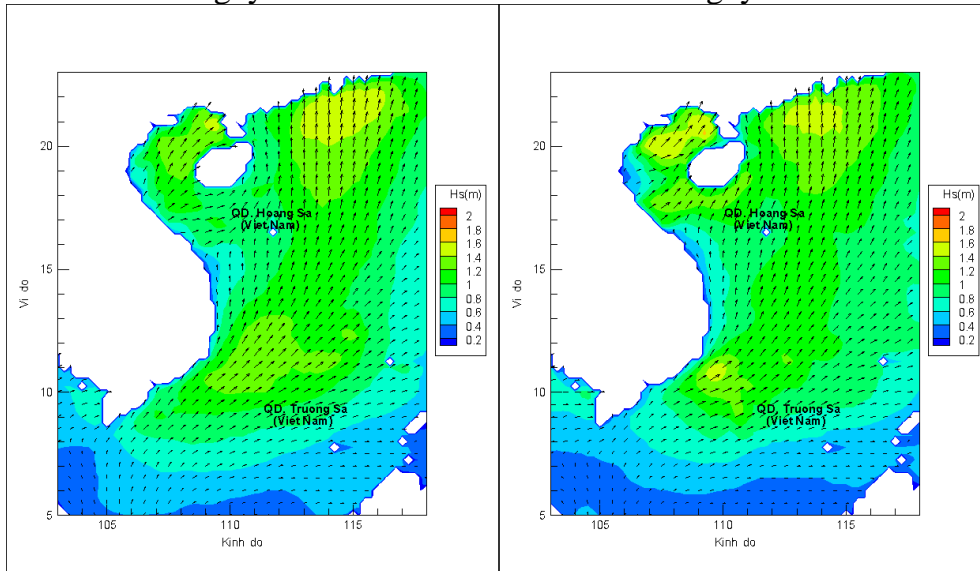 20
15
10
5
Vi do
QD. Hoang Sa
(Viet Nam)
QD. Truong Sa
(Viet Nam)
105 110 115
Kinh do
Hs(m)
2
1.8
1.6
1.4
1.2
1
0.8
0.6
0.4
0.2
20
15
10
5
Vi do
QD. Hoang Sa
(Viet Nam)
QD. Truong Sa
(Viet Nam)
105 110 115
Kinh do
Hs(m)
2
1.8
1.6
1.4
1.2
1
0.8
0.6
0.4
0.2